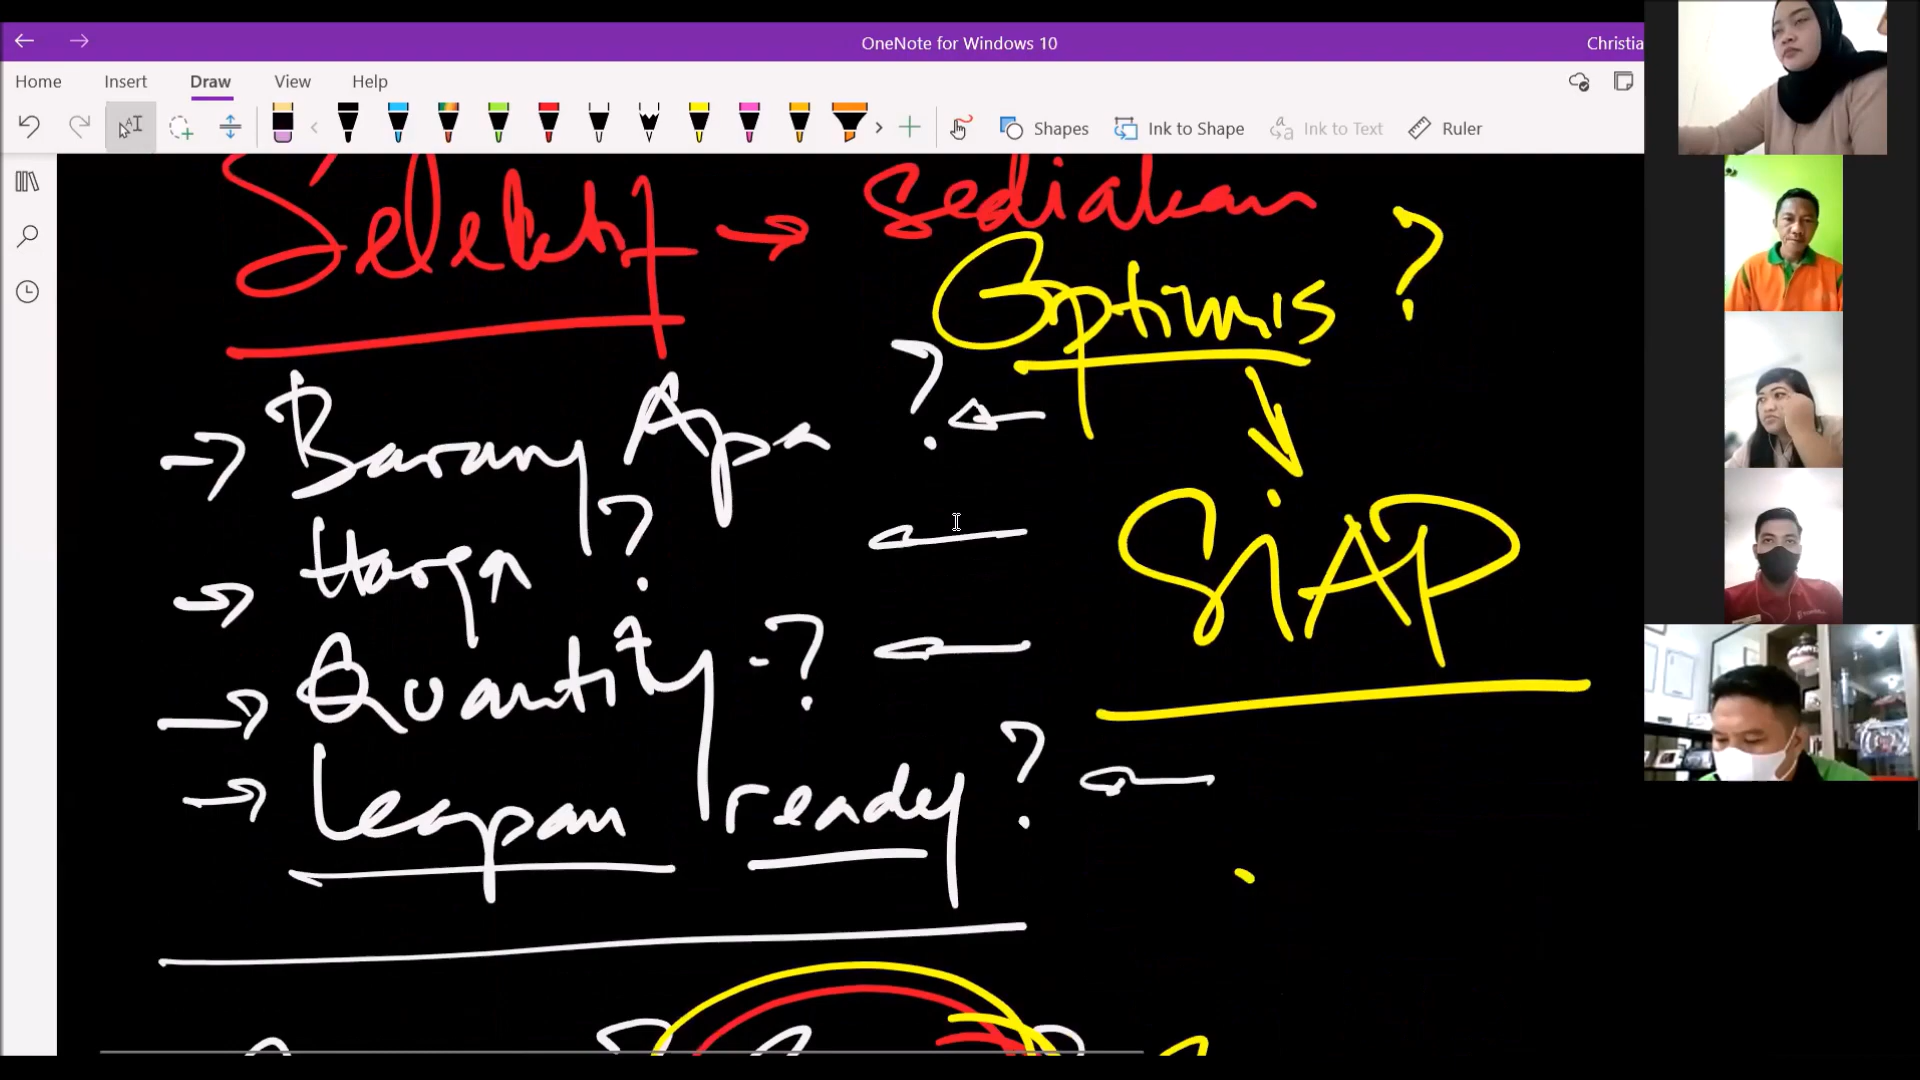 OneNote for Windows 10
Christia
Home Insert Draw View Help
Shapes Ink to Shape Ink to Text Ruler
Selektif → sediakan
Optimis ?
→ Barang Apa ? ←
→ Harga ? ←
SiAP
→ Quantity - ? ←
→ ready ? ←